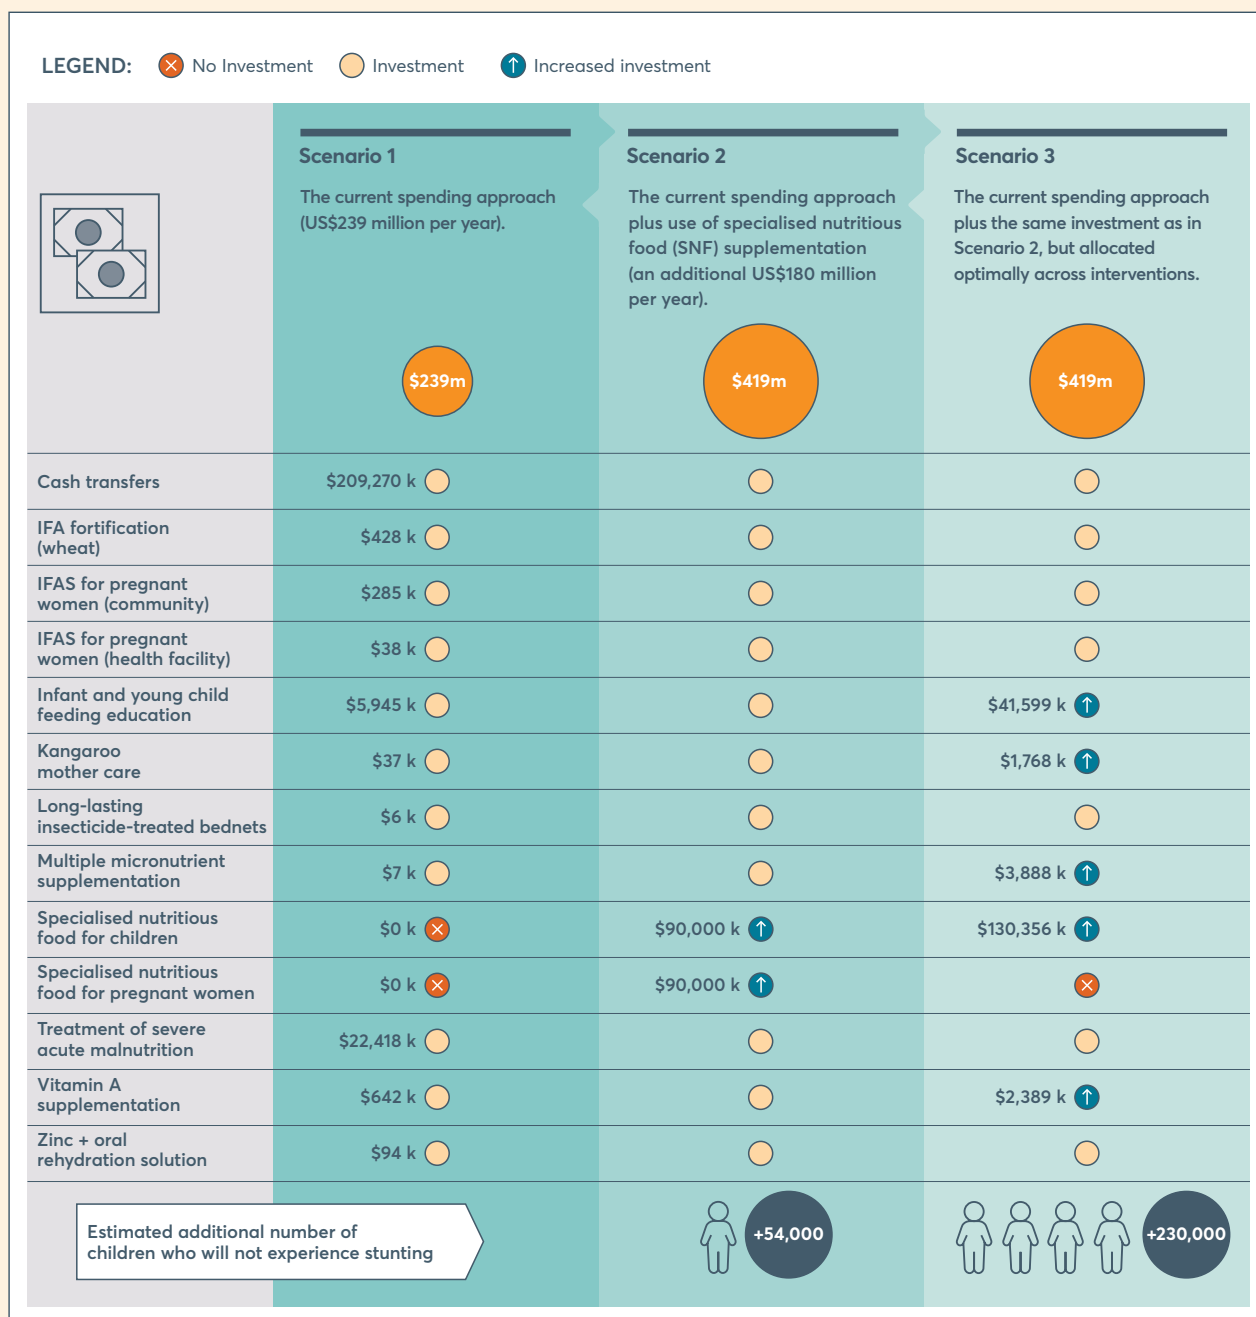 LEGEND:
No Investment
Investment
Increased investment
Scenario 1
The current spending approach
(US$239 million per year).
$239m
Scenario 2
The current spending approach
plus use of specialised nutritious
food (SNF) supplementation
(an additional US$180 million
per year).
$419m
Scenario 3
The current spending approach
plus the same investment as in
Scenario 2, but allocated
optimally across interventions.
$419m
Cash transfers
$209,270 k
IFA fortification
(wheat)
$428 k
IFAS for pregnant
women (community)
$285 k
IFAS for pregnant
women (health facility)
$38 k
Infant and young child
feeding education
$5,945 k
$41,599 k
Kangaroo
mother care
$37 k
$1,768 k
Long-lasting
insecticide-treated bednets
$6 k
Multiple micronutrient
supplementation
$7 k
$3,888 k
Specialised nutritious
food for children
$0 k
$90,000 k
$130,356 k
Specialised nutritious
food for pregnant women
$0 k
$90,000 k
Treatment of severe
acute malnutrition
$22,418 k
Vitamin A
supplementation
$642 k
$2,389 k
Zinc + oral
rehydration solution
$94 k
Estimated additional number of
children who will not experience stunting
+54,000
+230,000